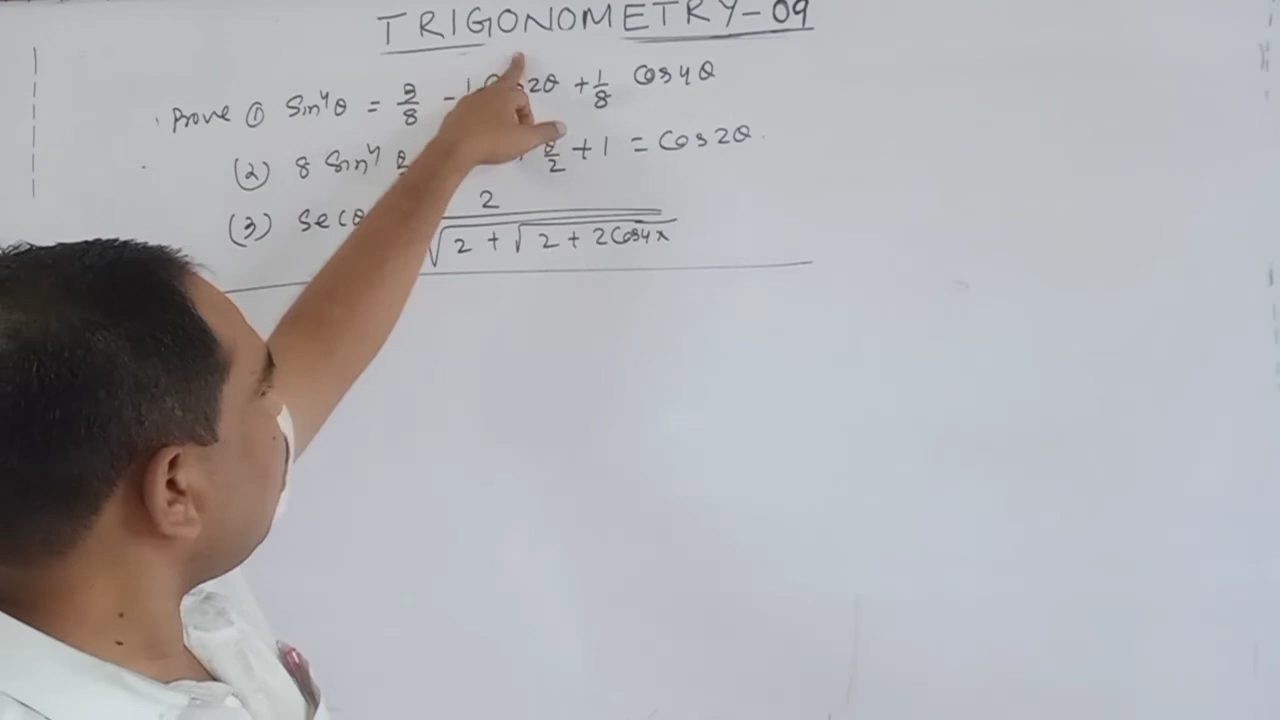 TRIGONOMETRY-09
Prove ① Sin⁴θ = 3/8 - Cos2θ + 1/8 Cos4θ
(2) 8 Sin⁴ θ/2 + 1 = Cos2θ
(3) Secθ 2/√(2 + √(2 + 2Cos4x))